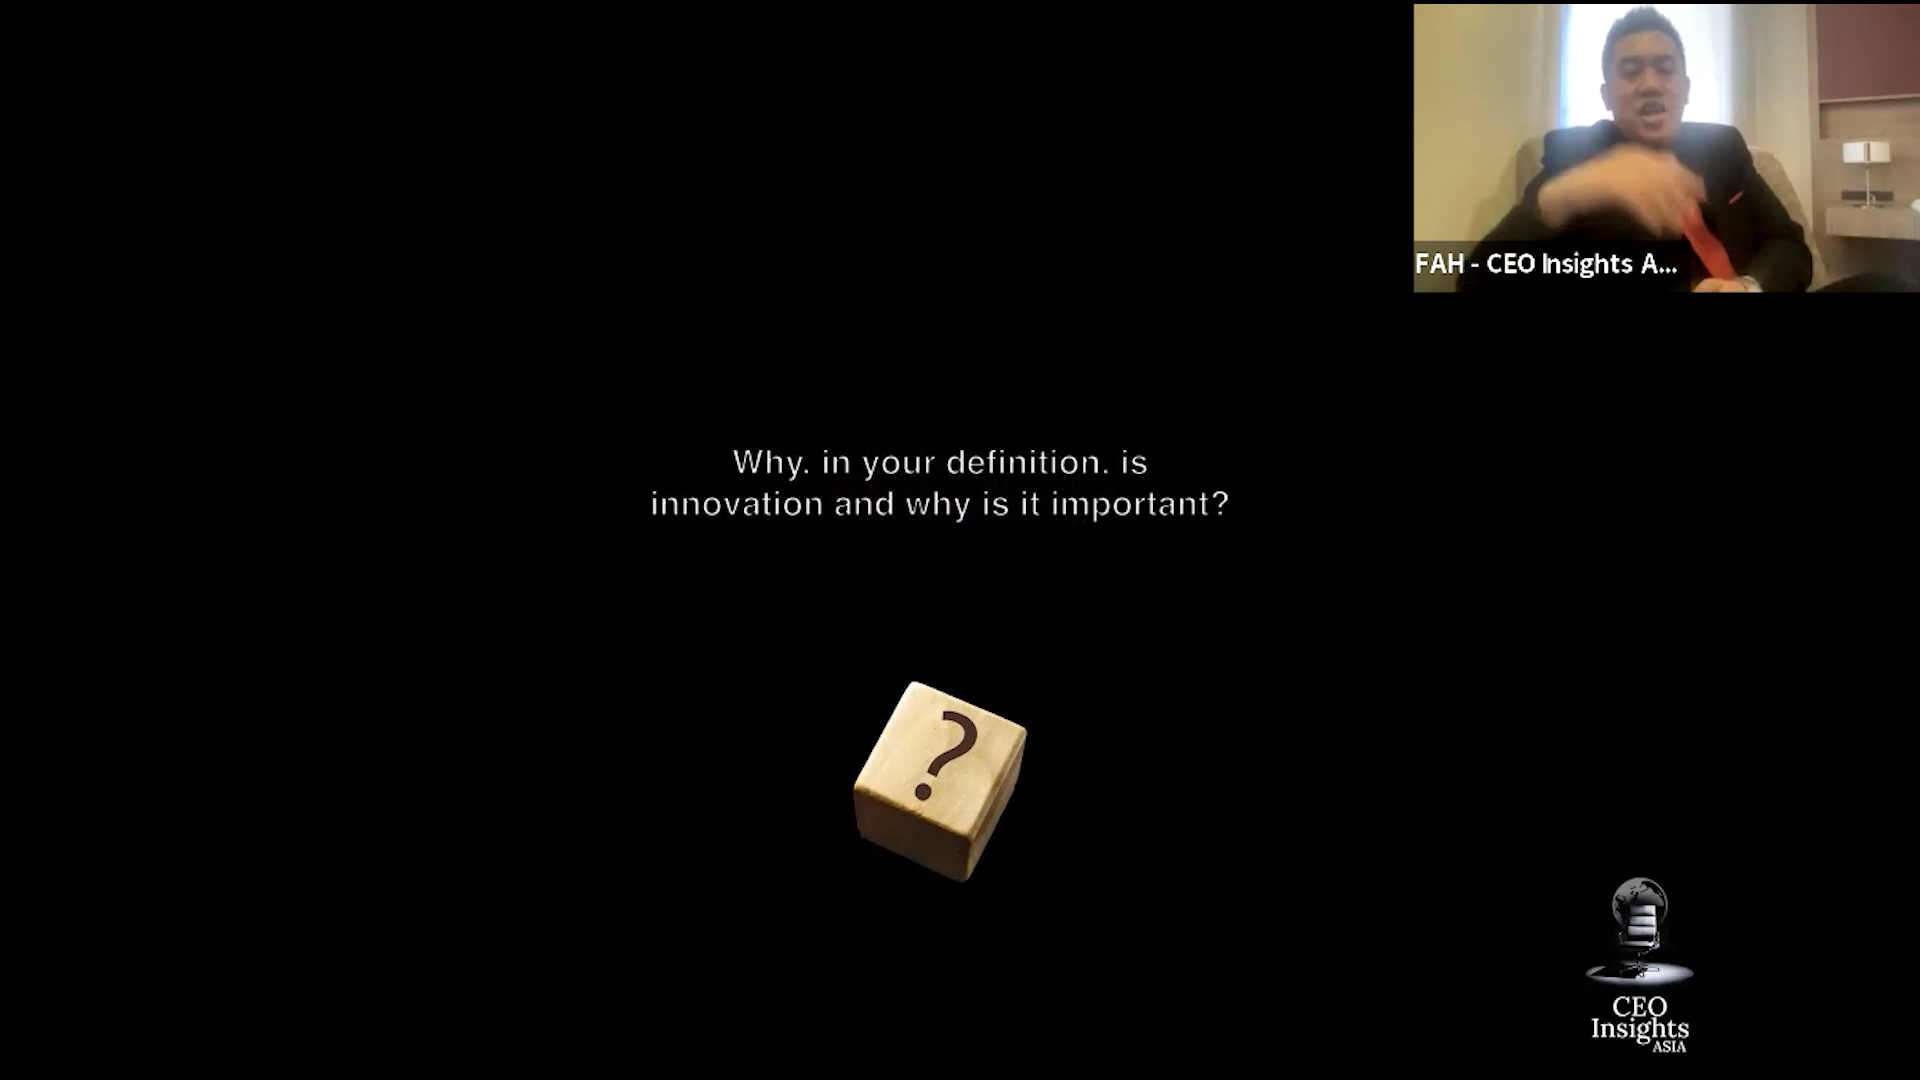 FAH - CEO Insights A...
Why. in your definition. is
innovation and why is it important?
?
CEO
Insights
ASIA